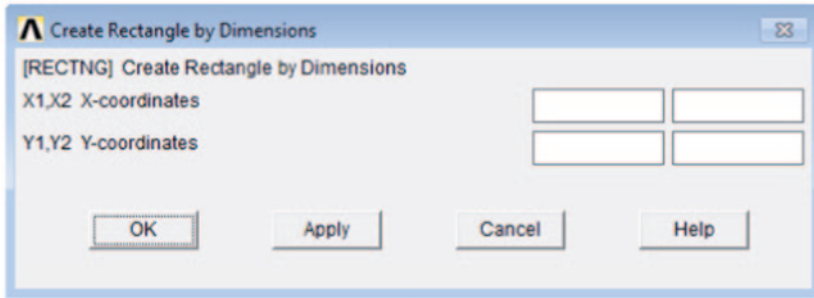 Create Rectangle by Dimensions
[RECTNG] Create Rectangle by Dimensions
X1,X2 X-coordinates
Y1,Y2 Y-coordinates
OK Apply Cancel Help